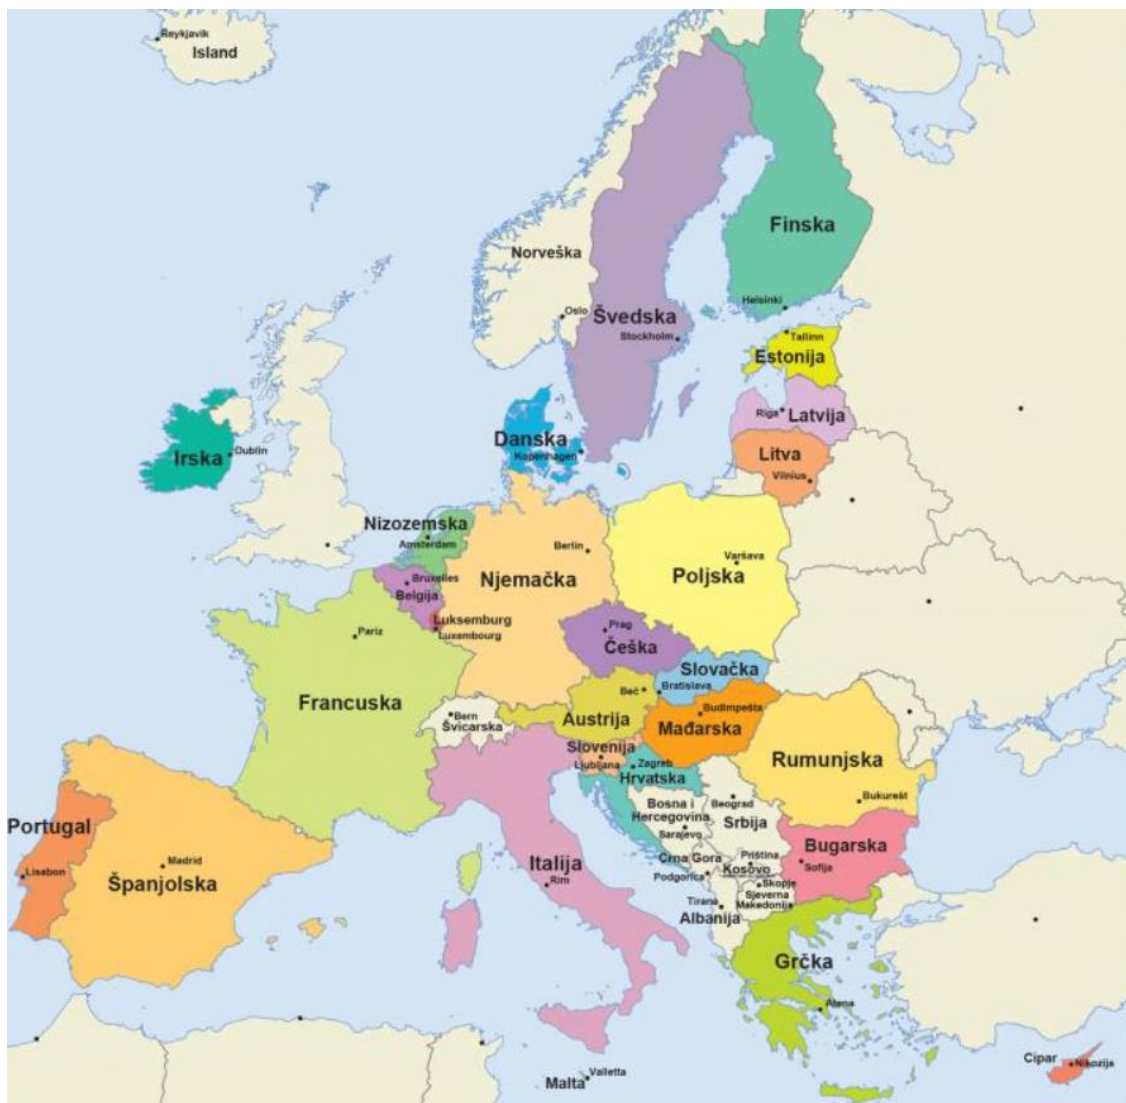 Reykjavik
Island
Finska
Norveška
Helsinki
Oslo
Švedska
Stockholm
Tallinn
Estonija
Riga
Latvija
Danska
Kopenhagen
Litva
Vilnius
Irska
Dublin
Nizozemska
Amsterdam
Berlin
Varšava
Njemačka
Poljska
Bruxelles
Belgija
Luksemburg
Luxembourg
Pariz
Prag
Češka
Slovačka
Bratislava
Beč
Francuska
Bern
Švicarska
Austrija
Budimpešta
Mađarska
Slovenija
Ljubljana
Zagreb
Hrvatska
Rumunjska
Bukurešt
Bosna i
Hercegovina
Sarajevo
Beograd
Srbija
Portugal
Lisabon
Madrid
Španjolska
Italija
Rim
Crna Gora
Podgorica
Priština
Kosovo
Bugarska
Sofija
Skopje
Sjeverna
Makedonija
Tirana
Albanija
Grčka
Atena
Cipar
Nikozija
Malta
Valletta